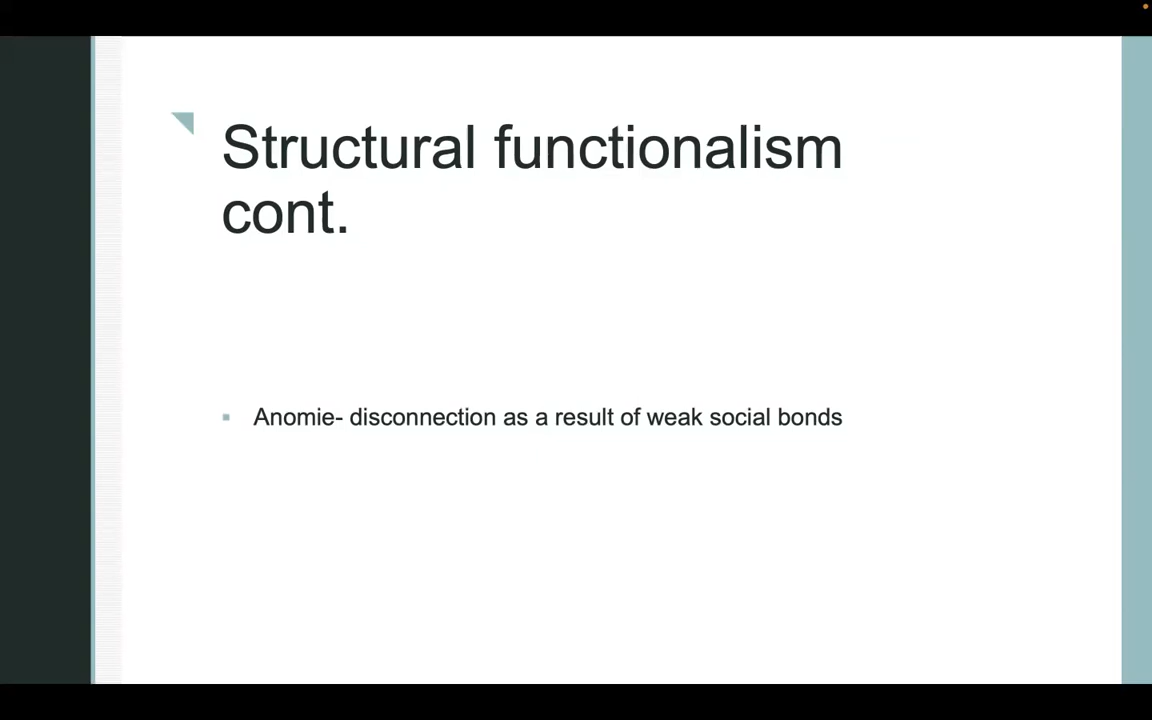 Structural functionalism
cont.
Anomie- disconnection as a result of weak social bonds